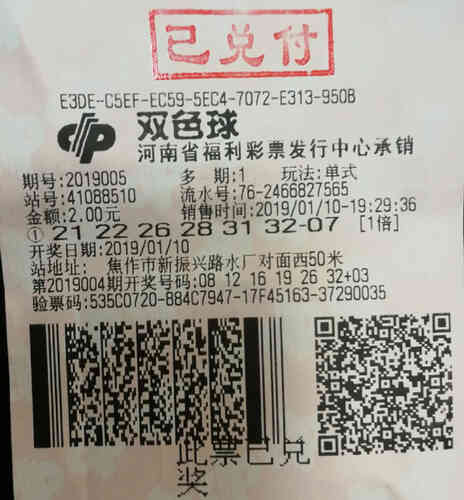 已兑付
E3DE-C5EF-EC59-5EC4-7072-E313-950B
双色球
河南省福利彩票发行中心承销
期号:2019005 多 期:1 玩法:单式
站号:41088510 流水号:76-2466827565
金额:2.00元 销售时间:2019/01/10-19:29:36
① 21 22 26 28 31 32-07 [1倍]
开奖日期:2019/01/10
站地址: 焦作市新振兴路水厂对面西50米
第2019004期开奖号码:08 12 16 19 26 32+03
验票码:535C0720-884C7947-17F45163-37290035
此票已兑
奖